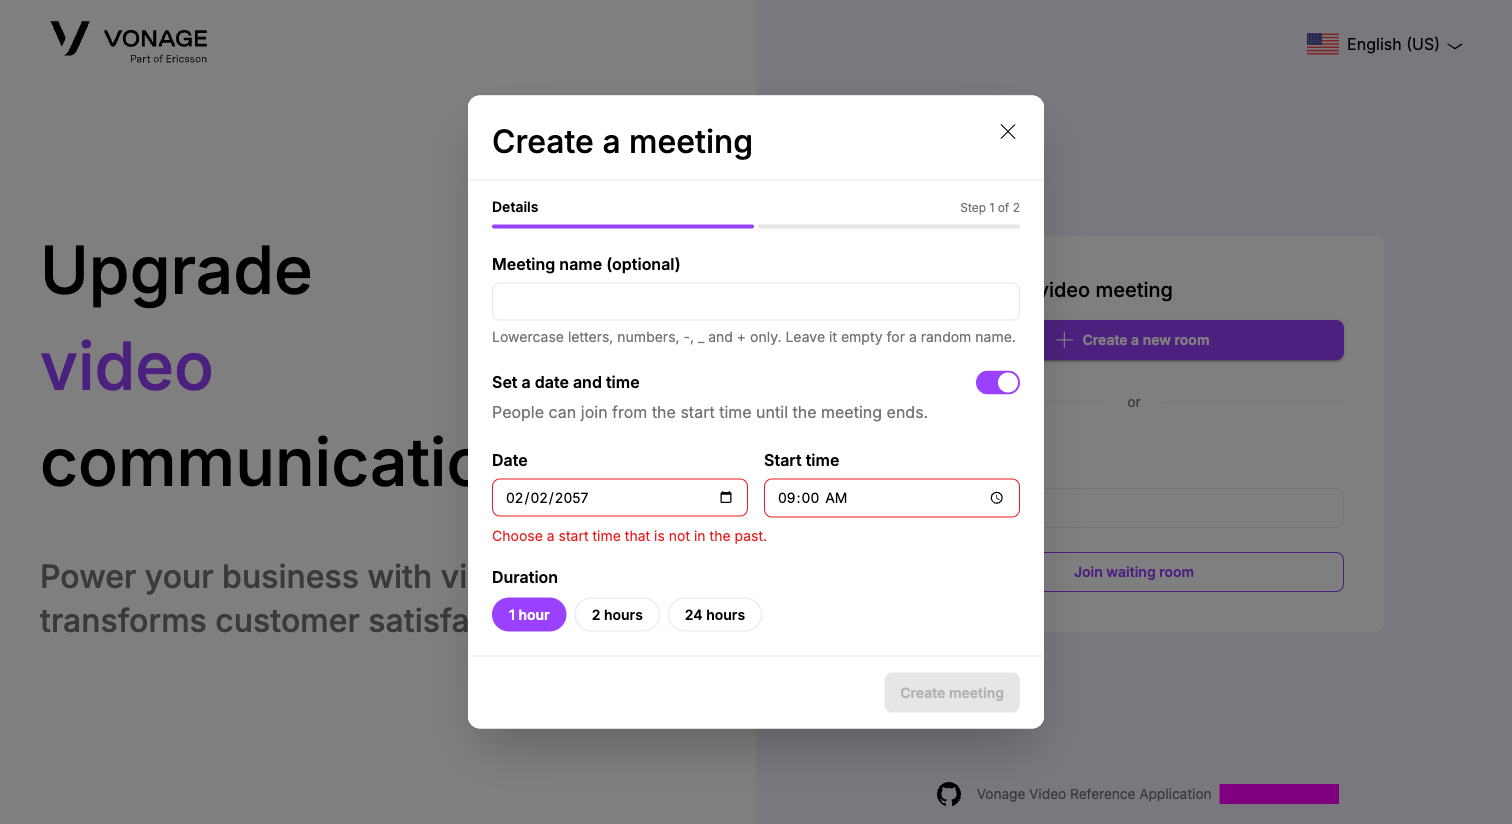 VONAGE
Part of Ericsson
English (US)
Create a meeting
Details
Step 1 of 2
Meeting name (optional)
Lowercase letters, numbers, -, _ and + only. Leave it empty for a random name.
Set a date and time
People can join from the start time until the meeting ends.
Date
Start time
02/02/2057
09:00 AM
Choose a start time that is not in the past.
Duration
1 hour
2 hours
24 hours
Create meeting
Upgrade
video
Power your business with
transforms customer
video meeting
Create a new room
or
Join waiting room
Vonage Video Reference Application